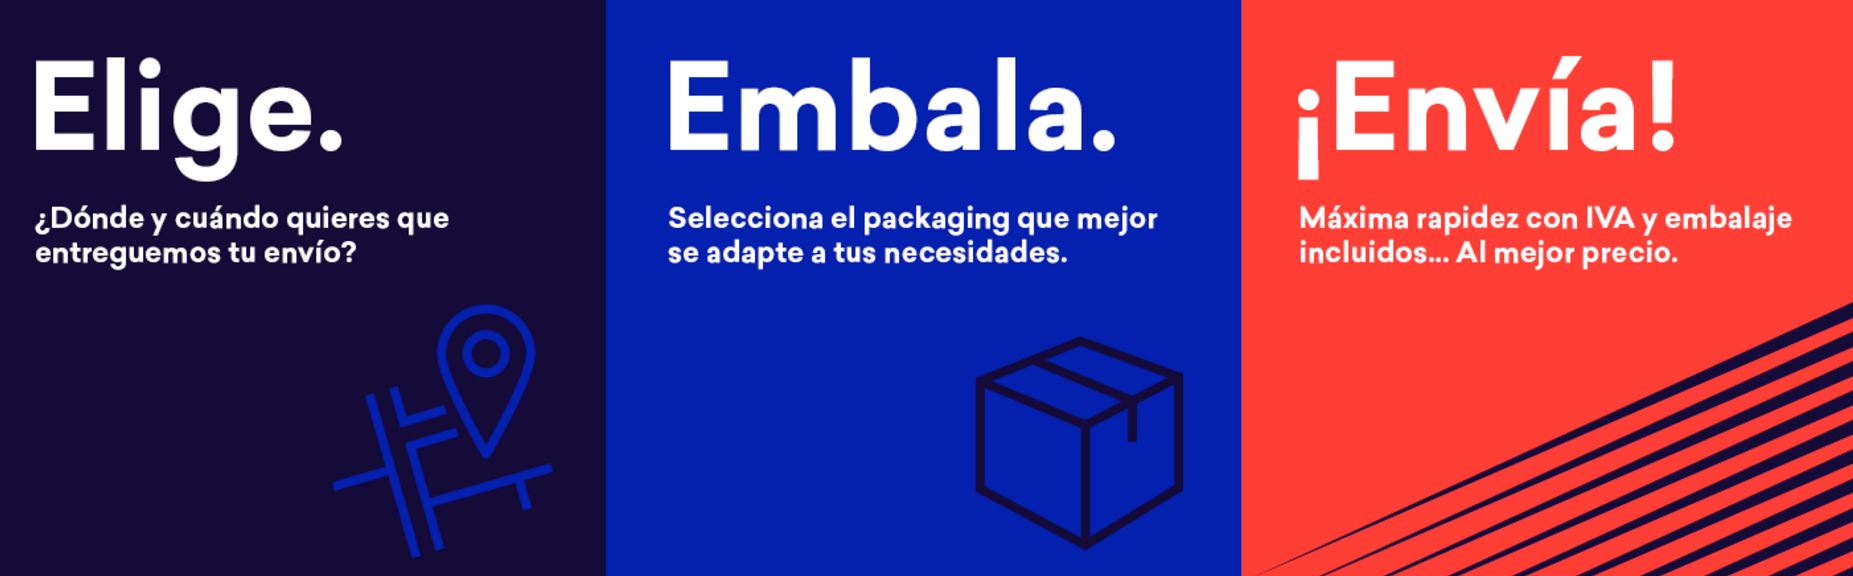 Elige.
¿Dónde y cuándo quieres que
entreguemos tu envío?
Embala.
Selecciona el packaging que mejor
se adapte a tus necesidades.
¡Envía!
Máxima rapidez con IVA y embalaje
incluidos... Al mejor precio.